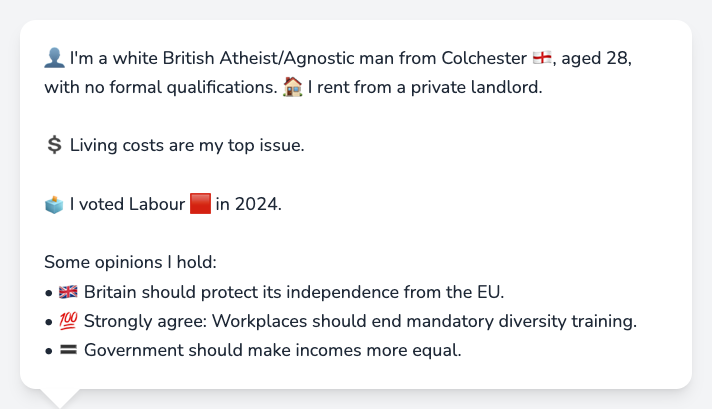 👤 I'm a white British Atheist/Agnostic man from Colchester 🏴󠁧󠁢󠁥󠁮󠁧󠁿, aged 28,
with no formal qualifications. 🏠 I rent from a private landlord.
💲 Living costs are my top issue.
🗳️ I voted Labour 🟥 in 2024.
Some opinions I hold:
• 🇬🇧 Britain should protect its independence from the EU.
• 💯 Strongly agree: Workplaces should end mandatory diversity training.
• 🟰 Government should make incomes more equal.